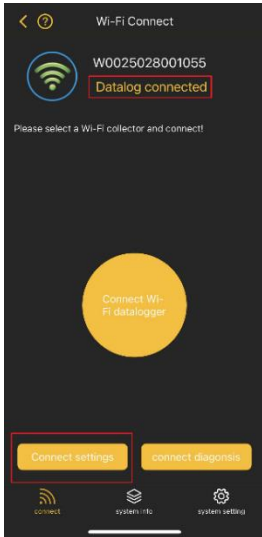 Wi-Fi Connect
W0025028001055
Datalog connected
Please select a Wi-Fi collector and connect!
Connect Wi-
Fi datalogger
Connect settings
connect diagonsis
connect
system info
system setting